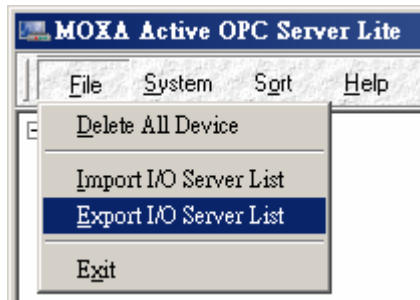 MOXA Active OPC Server Lite
File System Sort Help
Delete All Device
Import I/O Server List
Export I/O Server List
Exit